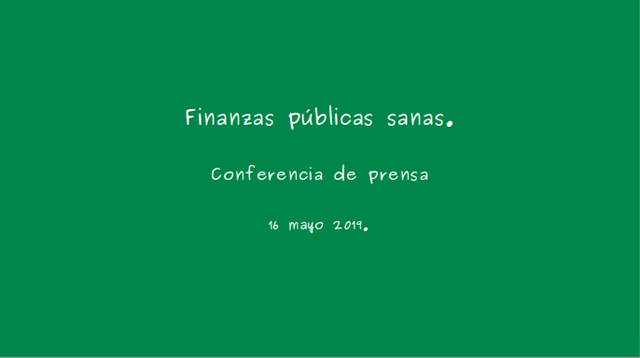 Finanzas públicas sanas.
Conferencia de prensa
16 mayo 2019.